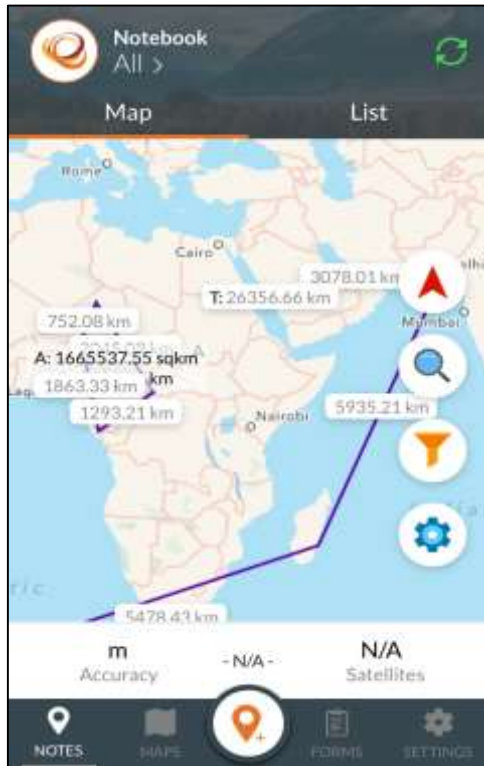 Notebook
All >
Map
List
Rome
Cairo
3078.01 km
T: 26356.66 km
752.08 km
Mumbai
A: 1665537.55 sqkm
km
1863.33 km
1293.21 km
Nairobi
5935.21 km
5478.43 km
m
Accuracy
- N/A -
N/A
Satellites
NOTES
MAPS
FORMS
SETTINGS